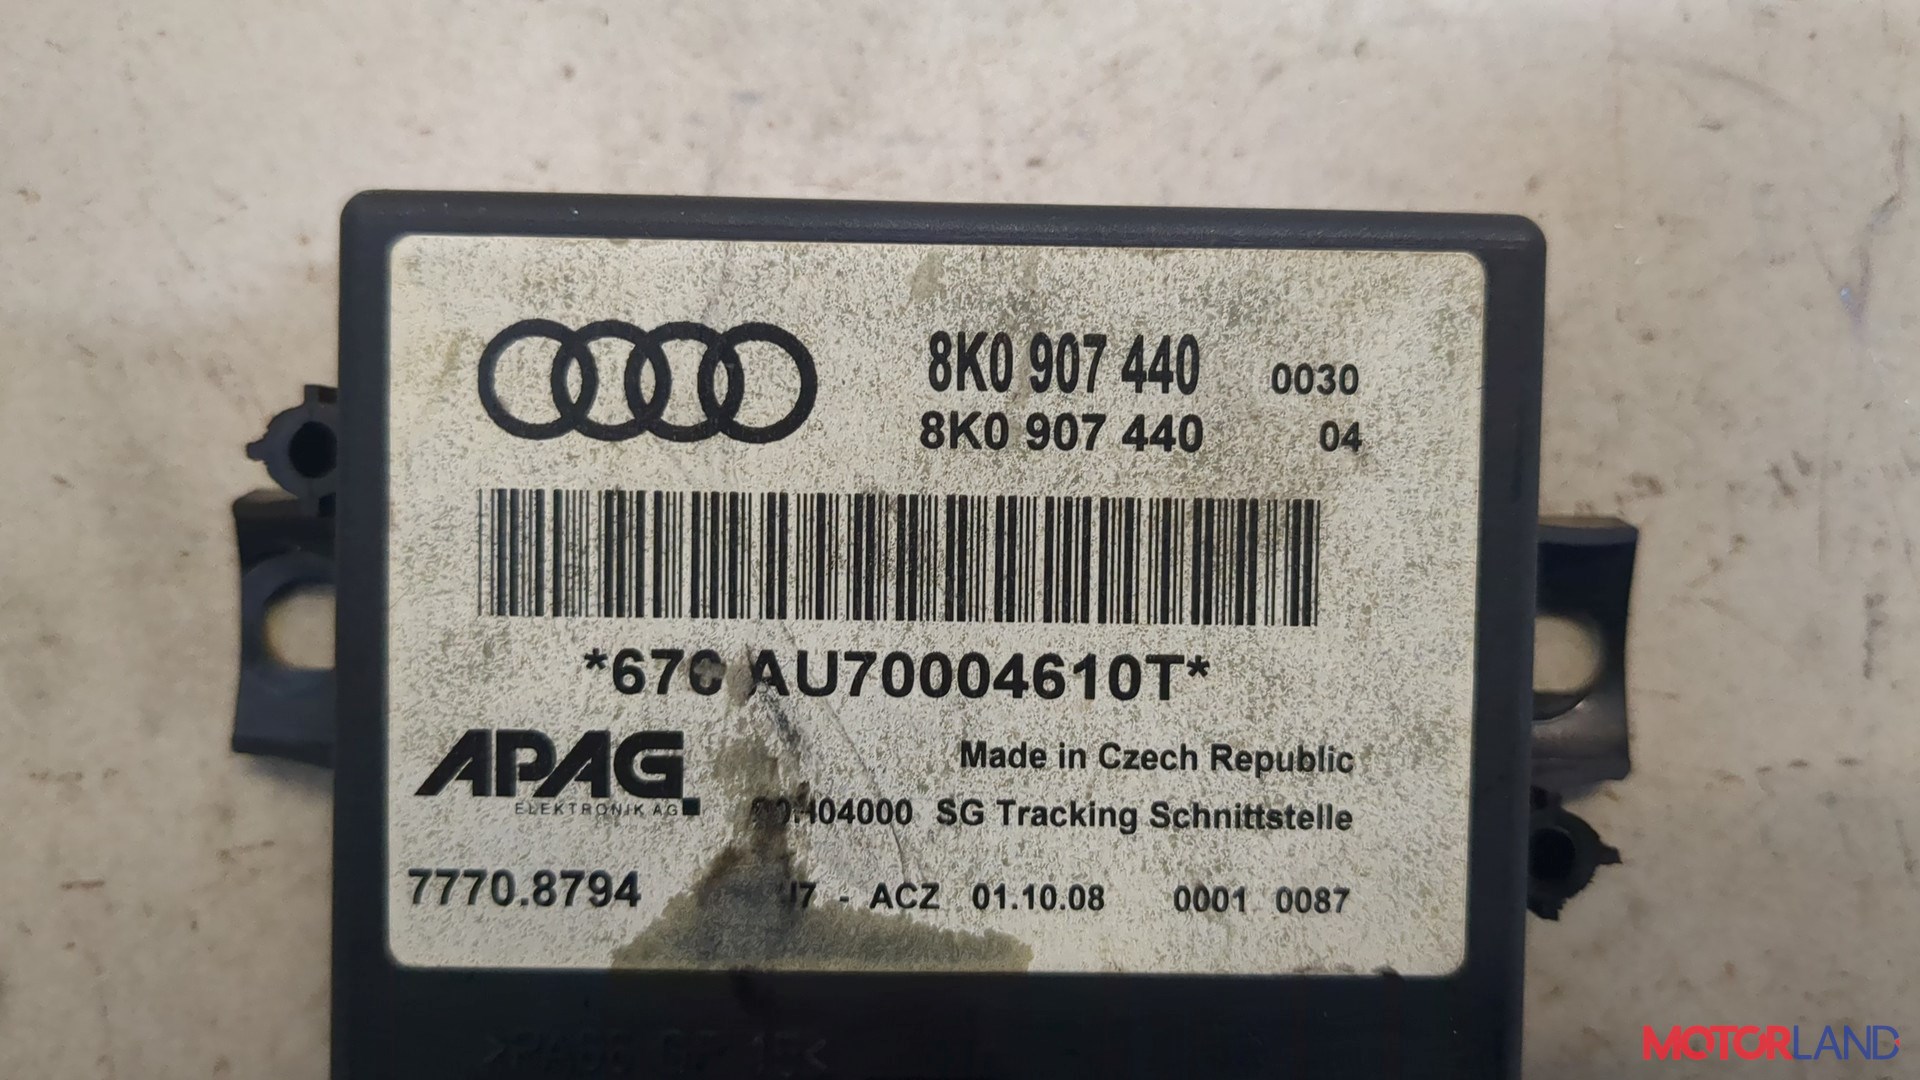 8K0 907 440 0030
8K0 907 440 04
*67C AU70004610T*
APAG
ELEKTRONIK AG
Made in Czech Republic
SG Tracking Schnittstelle
7770.8794 - ACZ 01.10.08 0001 0087
MOTORLAND